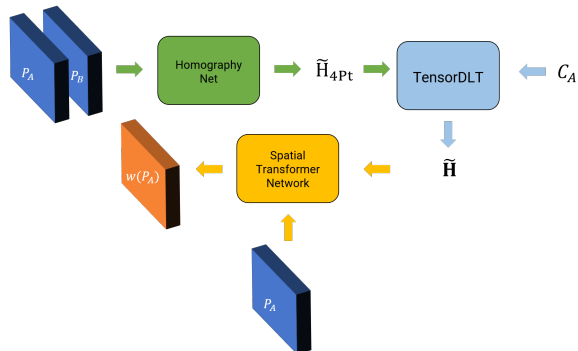 P_A
P_B
Homography
Net
H̃_4Pt
TensorDLT
C_A
w(P_A)
Spatial
Transformer
Network
H̃
P_A